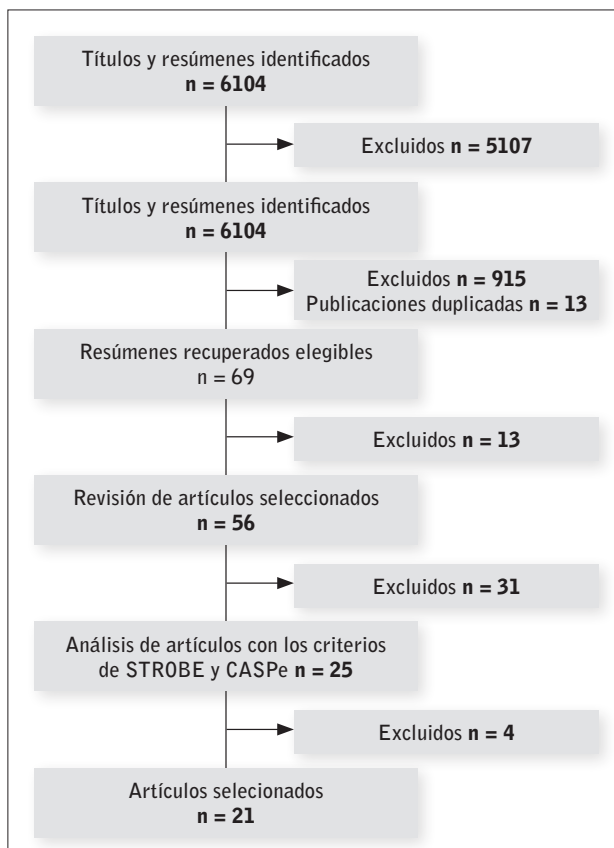 Títulos y resúmenes identificados
n = 6104
Excluidos n = 5107
Títulos y resúmenes identificados
n = 6104
Excluidos n = 915
Publicaciones duplicadas n = 13
Resúmenes recuperados elegibles
n = 69
Excluidos n = 13
Revisión de artículos seleccionados
n = 56
Excluidos n = 31
Análisis de artículos con los criterios
de STROBE y CASPe n = 25
Excluidos n = 4
Artículos selecionados
n = 21